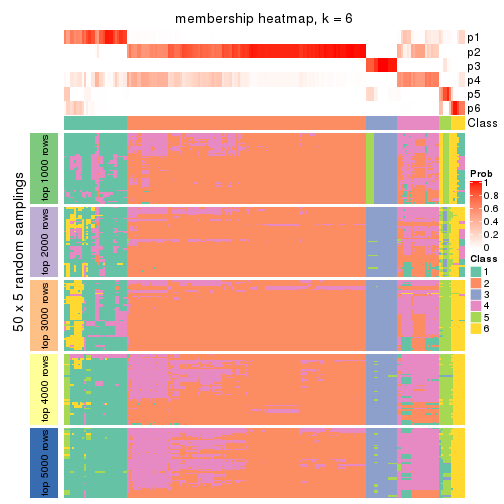 membership heatmap, k = 6
p1
p2
p3
p4
p5
p6
Class
50 x 5 random samplings
top 1000 rows
top 2000 rows
top 3000 rows
top 4000 rows
top 5000 rows
Prob
1
0.8
0.6
0.4
0.2
0
Class
1
2
3
4
5
6